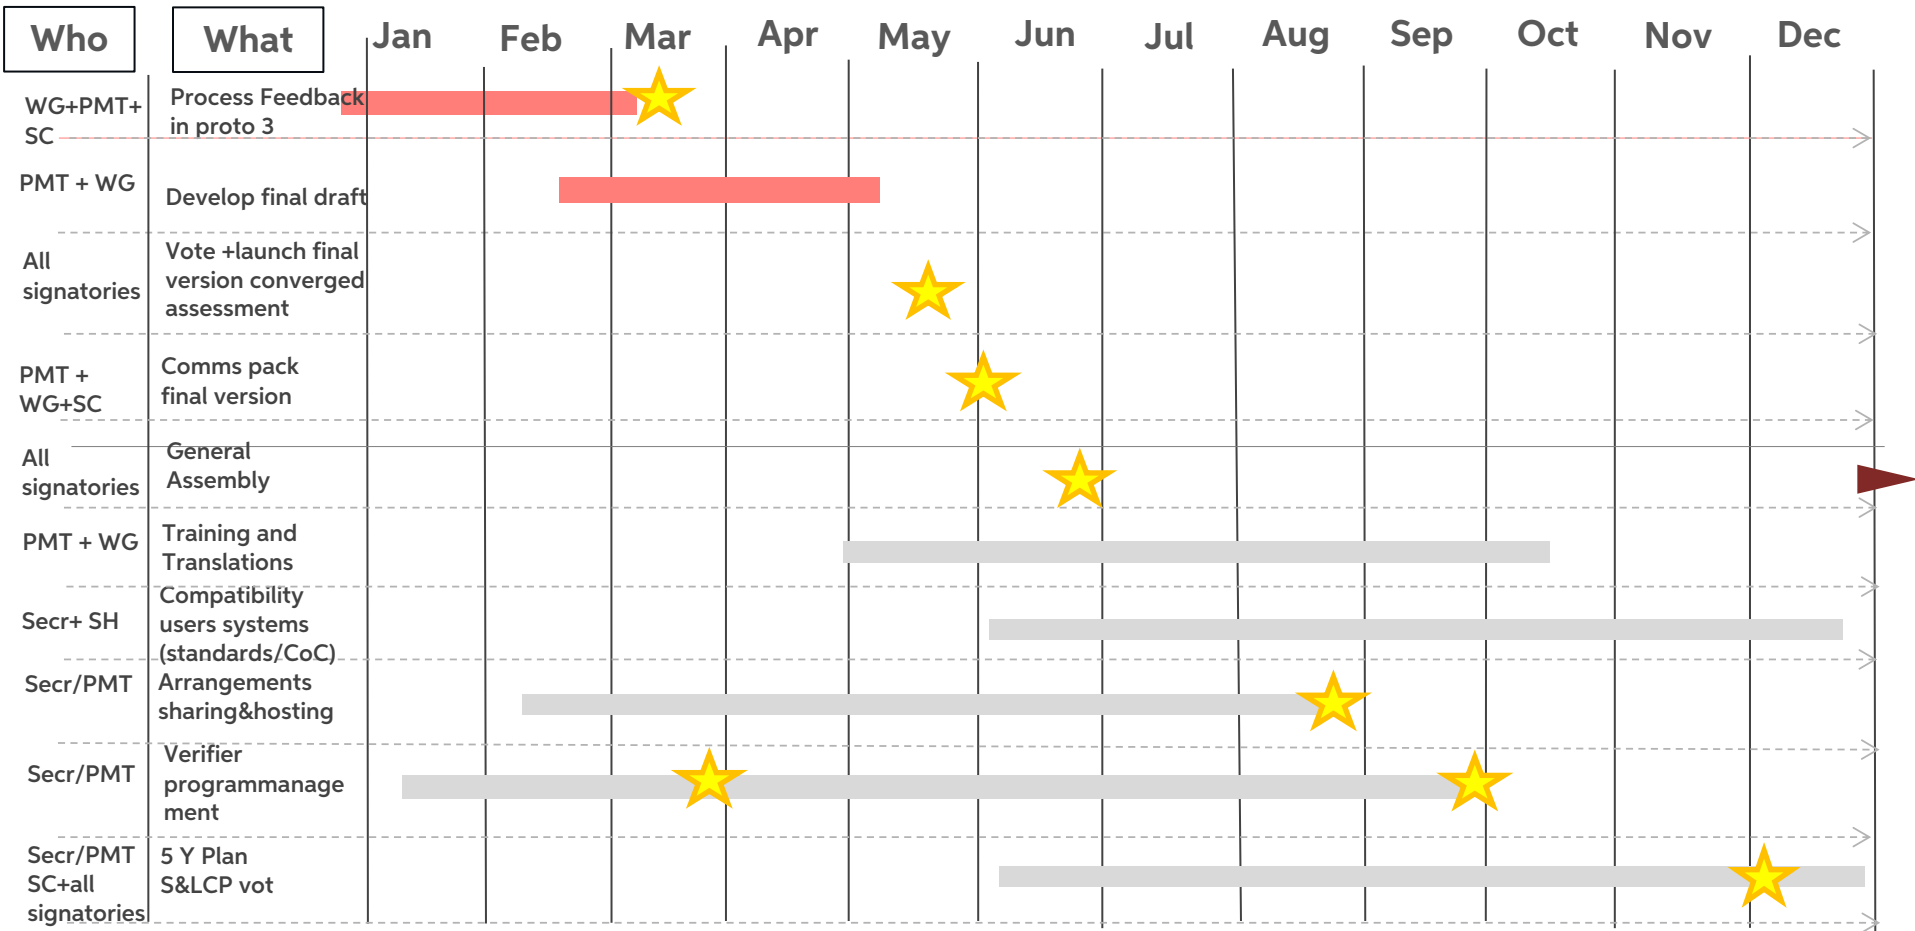 Who What Jan Feb Mar Apr May Jun Jul Aug Sep Oct Nov Dec
WG+PMT+
SC
Process Feedback
in proto 3
PMT + WG
Develop final draft
All
signatories
Vote +launch final
version converged
assessment
PMT +
WG+SC
Comms pack
final version
All
signatories
General
Assembly
PMT + WG
Training and
Translations
Secr+ SH
Compatibility
users systems
(standards/CoC)
Secr/PMT
Arrangements
sharing&hosting
Secr/PMT
Verifier
programmanage
ment
Secr/PMT
SC+all
signatories
5 Y Plan
S&LCP vot